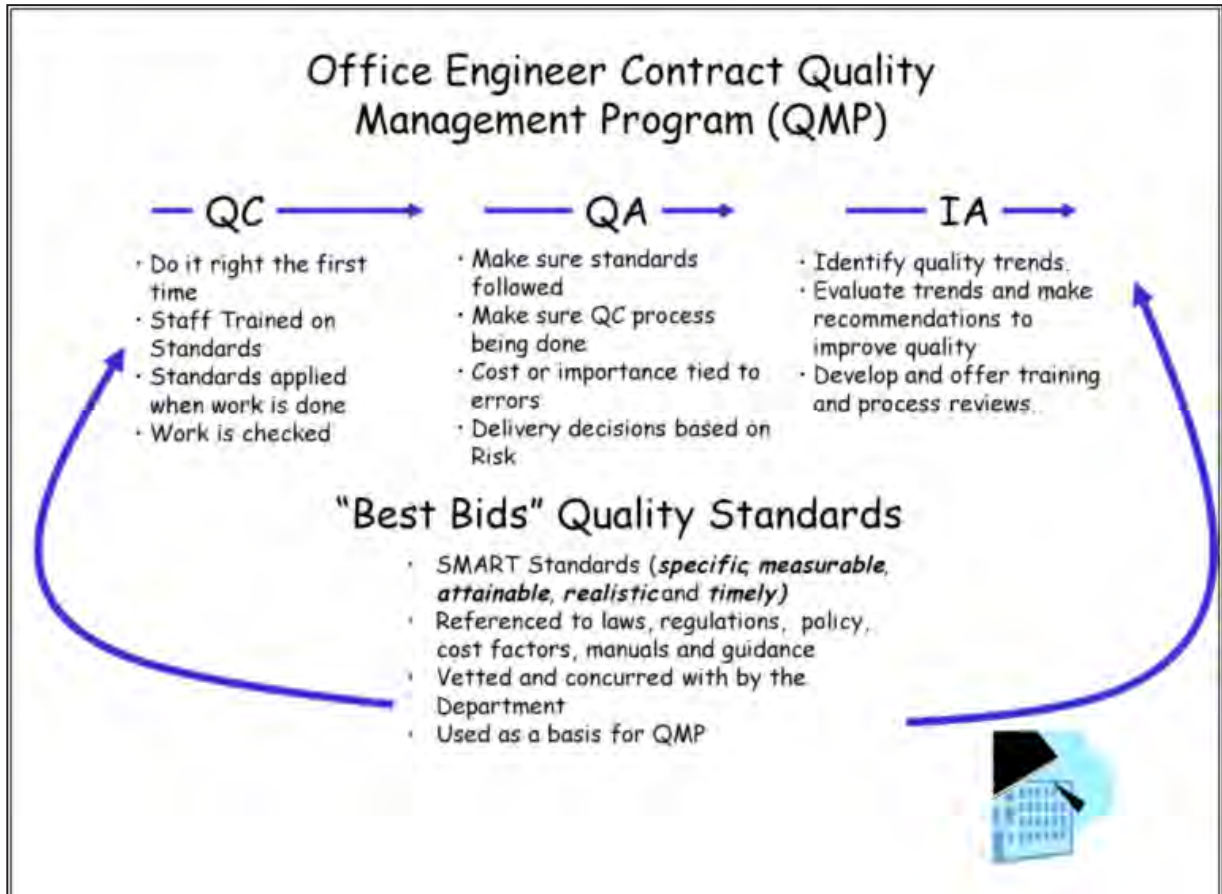 Office Engineer Contract Quality
Management Program (QMP)
QC
· Do it right the first
time
· Staff Trained on
Standards
· Standards applied
when work is done
· Work is checked
QA
· Make sure standards
followed
· Make sure QC process
being done
· Cost or importance tied to
errors
· Delivery decisions based on
Risk
IA
· Identify quality trends.
· Evaluate trends and make
recommendations to
improve quality
· Develop and offer training
and process reviews.
“Best Bids” Quality Standards
· SMART Standards (specific, measurable,
attainable, realistic and timely)
· Referenced to laws, regulations, policy,
cost factors, manuals and guidance
· Vetted and concurred with by the
Department
· Used as a basis for QMP